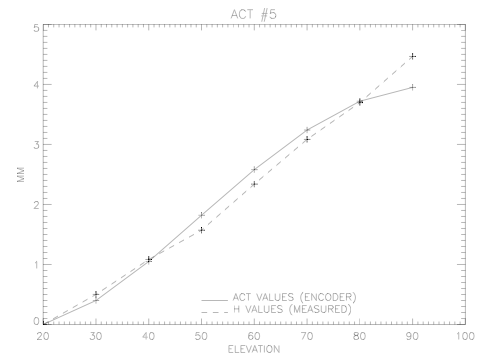 ACT #5
5
4
3
2
1
0
MM
ACT VALUES (ENCODER)
H VALUES (MEASURED)
20 30 40 50 60 70 80 90 100
ELEVATION